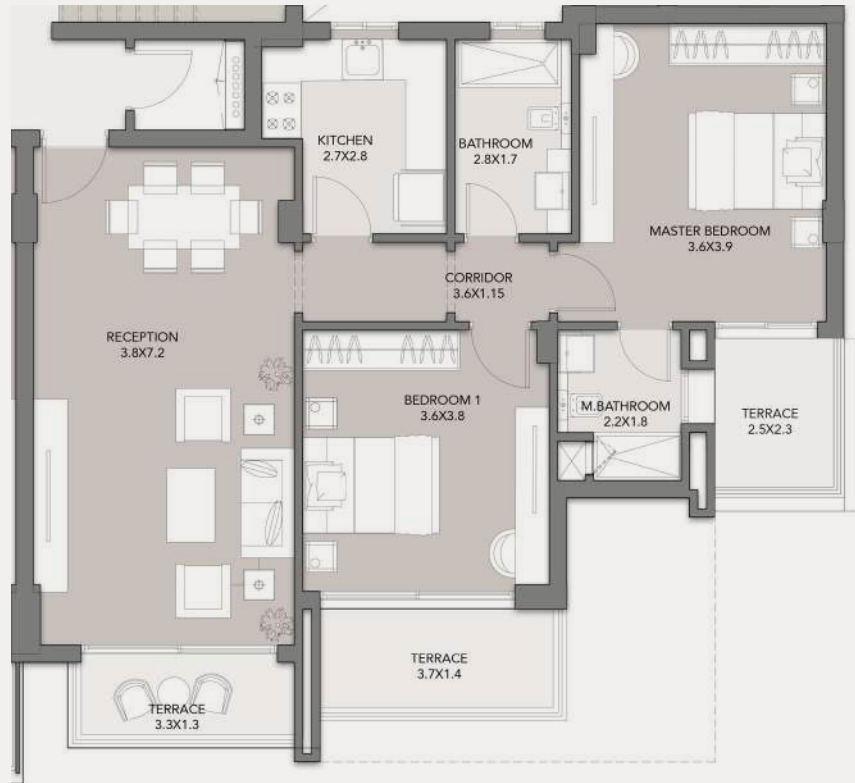 KITCHEN
2.7X2.8
BATHROOM
2.8X1.7
MASTER BEDROOM
3.6X3.9
CORRIDOR
3.6X1.15
RECEPTION
3.8X7.2
BEDROOM 1
3.6X3.8
M.BATHROOM
2.2X1.8
TERRACE
2.5X2.3
TERRACE
3.7X1.4
TERRACE
3.3X1.3